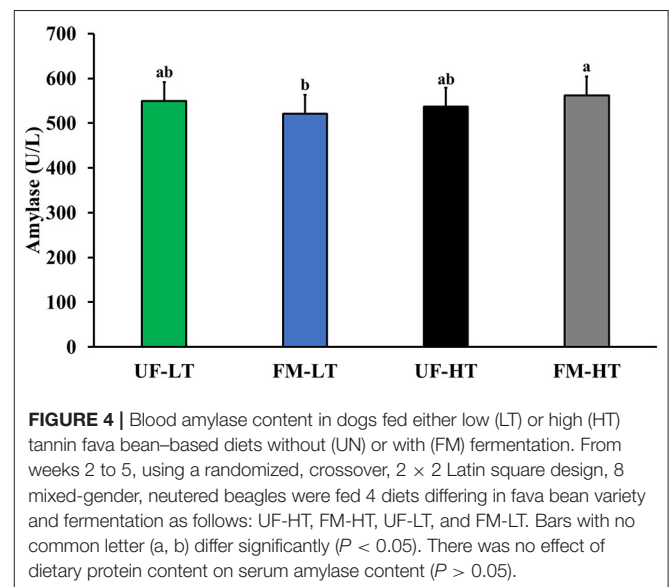 700
600
500
400
300
200
100
0
Amylase (U/L)
ab
b
ab
a
UF-LT FM-LT UF-HT FM-HT
FIGURE 4 | Blood amylase content in dogs fed either low (LT) or high (HT)
tannin fava bean–based diets without (UN) or with (FM) fermentation. From
weeks 2 to 5, using a randomized, crossover, 2 × 2 Latin square design, 8
mixed-gender, neutered beagles were fed 4 diets differing in fava bean variety
and fermentation as follows: UF-HT, FM-HT, UF-LT, and FM-LT. Bars with no
common letter (a, b) differ significantly (P < 0.05). There was no effect of
dietary protein content on serum amylase content (P > 0.05).